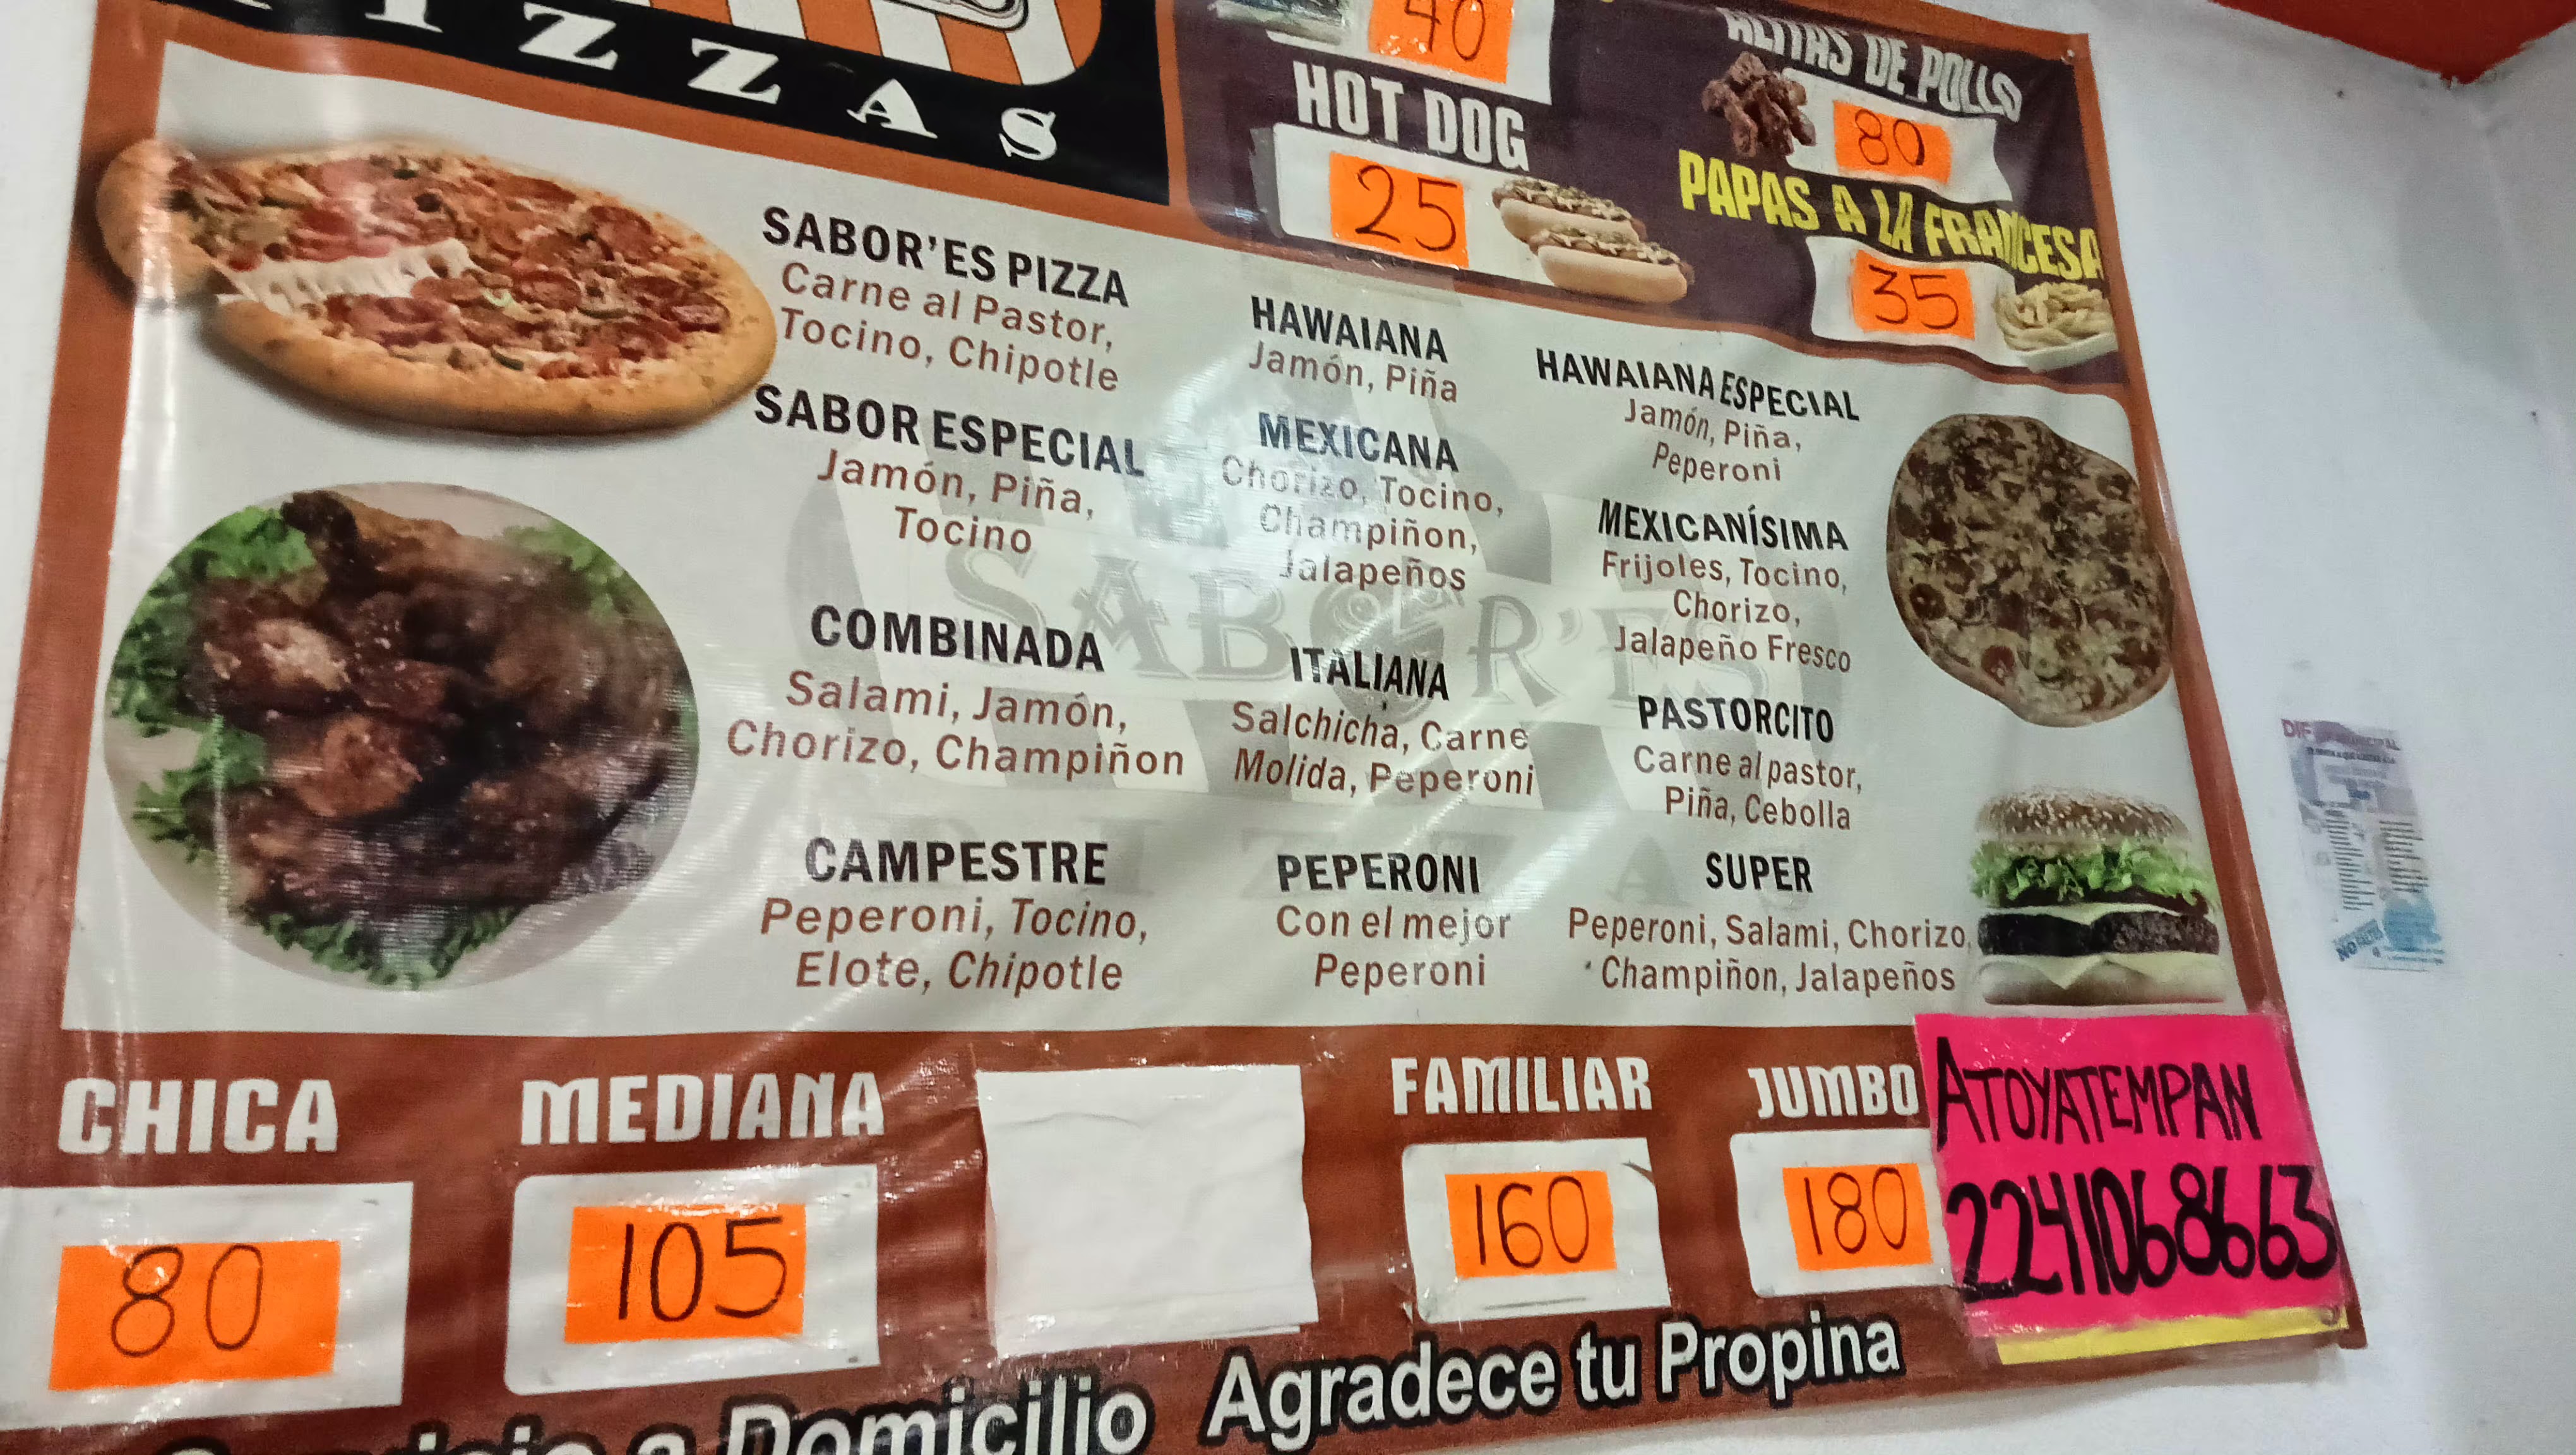 PIZZAS
40
HOT DOG
25
ALITAS DE POLLO
80
PAPAS A LA FRANCESA
35
SABOR'ES PIZZA
Carne al Pastor,
Tocino, Chipotle
SABOR ESPECIAL
Jamón, Piña,
Tocino
COMBINADA
Salami, Jamón,
Chorizo, Champiñon
CAMPESTRE
Peperoni, Tocino,
Elote, Chipotle
HAWAIANA
Jamón, Piña
MEXICANA
Chorizo, Tocino,
Champiñon,
Jalapeños
ITALIANA
Salchicha, Carne
Molida, Peperoni
PEPERONI
Con el mejor
Peperoni
HAWAIANA ESPECIAL
Jamón, Piña,
Peperoni
MEXICANÍSIMA
Frijoles, Tocino,
Chorizo,
Jalapeño Fresco
PASTORCITO
Carne al pastor,
Piña, Cebolla
SUPER
Peperoni, Salami, Chorizo,
Champiñon, Jalapeños
SABOR'ES
PIZZAS
CHICA
80
MEDIANA
105
FAMILIAR
160
JUMBO
180
ATOYATEMPAN
2241068663
Servicio a Domicilio Agradece tu Propina
DIF